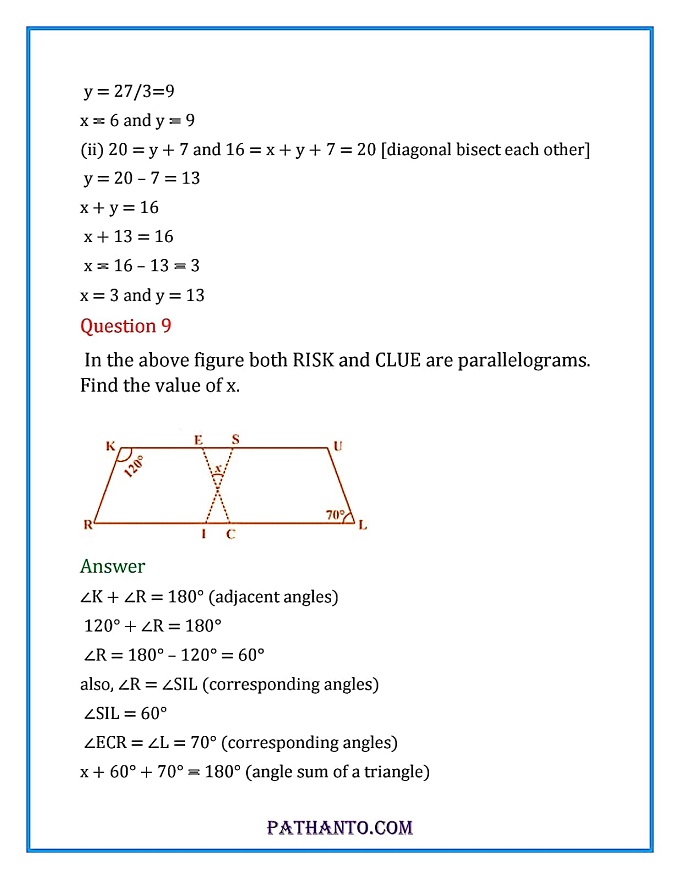 y = 27/3=9
x = 6 and y = 9
(ii) 20 = y + 7 and 16 = x + y + 7 = 20 [diagonal bisect each other]
y = 20 – 7 = 13
x + y = 16
x + 13 = 16
x = 16 – 13 = 3
x = 3 and y = 13
Question 9
In the above figure both RISK and CLUE are parallelograms.
Find the value of x.
K E S U
120° x
70°
R I C L
Answer
∠K + ∠R = 180° (adjacent angles)
120° + ∠R = 180°
∠R = 180° – 120° = 60°
also, ∠R = ∠SIL (corresponding angles)
∠SIL = 60°
∠ECR = ∠L = 70° (corresponding angles)
x + 60° + 70° = 180° (angle sum of a triangle)
PATHANTO.COM